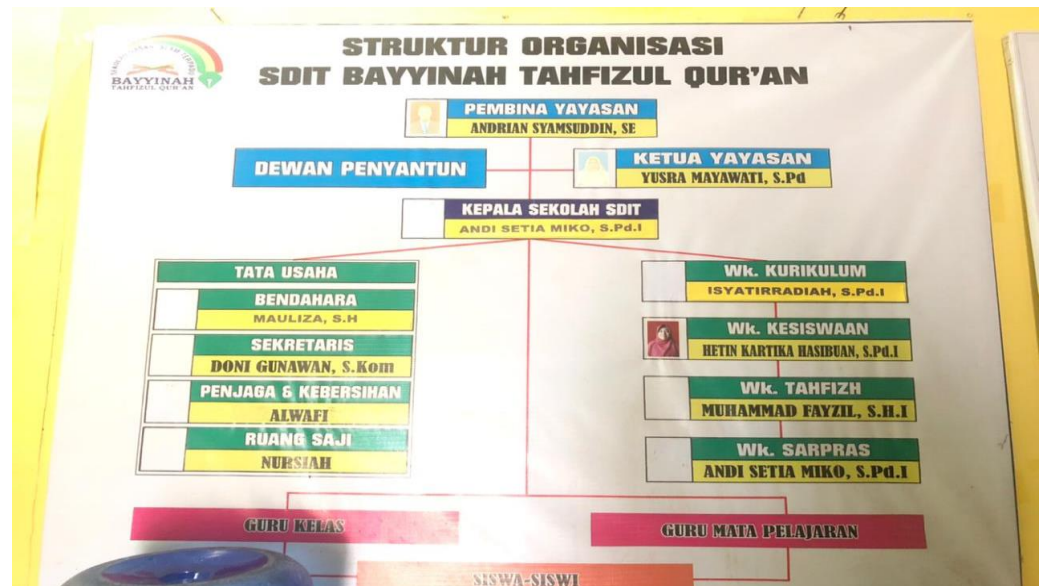 STRUKTUR ORGANISASI
SDIT BAYYINAH TAHFIZUL QUR'AN
BAYYINAH
TAHFIZUL QUR'AN
PEMBINA YAYASAN
ANDRIAN SYAMSUDDIN, SE
DEWAN PENYANTUN
KETUA YAYASAN
YUSRA MAYAWATI, S.Pd
KEPALA SEKOLAH SDIT
ANDI SETIA MIKO, S.Pd.I
TATA USAHA
BENDAHARA
MAULIZA, S.H
SEKRETARIS
DONI GUNAWAN, S.Kom
PENJAGA & KEBERSIHAN
ALWAFI
RUANG SAJI
NURSIAH
Wk. KURIKULUM
ISYATIRRADIAH, S.Pd.I
Wk. KESISWAAN
HETIN KARTIKA HASIBUAN, S.Pd.I
Wk. TAHFIZH
MUHAMMAD FAYZIL, S.H.I
Wk. SARPRAS
ANDI SETIA MIKO, S.Pd.I
GURU KELAS
GURU MATA PELAJARAN
SISWA-SISWI